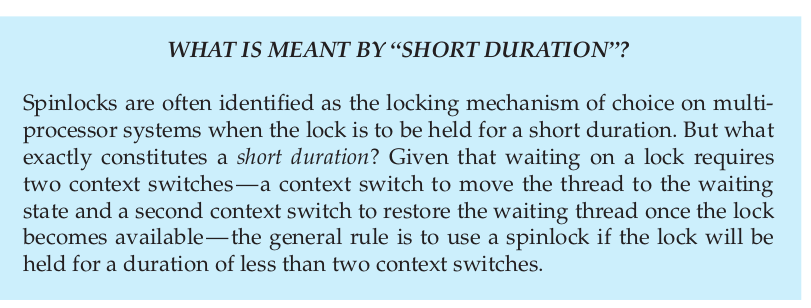 WHAT IS MEANT BY “SHORT DURATION”?
Spinlocks are often identified as the locking mechanism of choice on multi-
processor systems when the lock is to be held for a short duration. But what
exactly constitutes a short duration? Given that waiting on a lock requires
two context switches—a context switch to move the thread to the waiting
state and a second context switch to restore the waiting thread once the lock
becomes available—the general rule is to use a spinlock if the lock will be
held for a duration of less than two context switches.